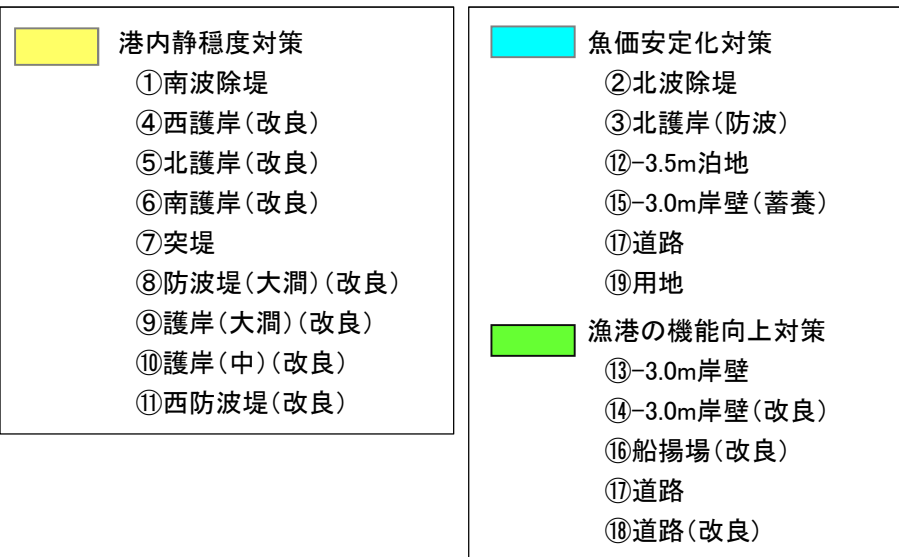 港内静穏度対策
①南波除堤
④西護岸(改良)
⑤北護岸(改良)
⑥南護岸(改良)
⑦突堤
⑧防波堤(大澗)(改良)
⑨護岸(大澗)(改良)
⑩護岸(中)(改良)
⑪西防波堤(改良)
魚価安定化対策
②北波除堤
③北護岸(防波)
⑫-3.5m泊地
⑮-3.0m岸壁(蓄養)
⑰道路
⑲用地
漁港の機能向上対策
⑬-3.0m岸壁
⑭-3.0m岸壁(改良)
⑯船揚場(改良)
⑰道路
⑱道路(改良)